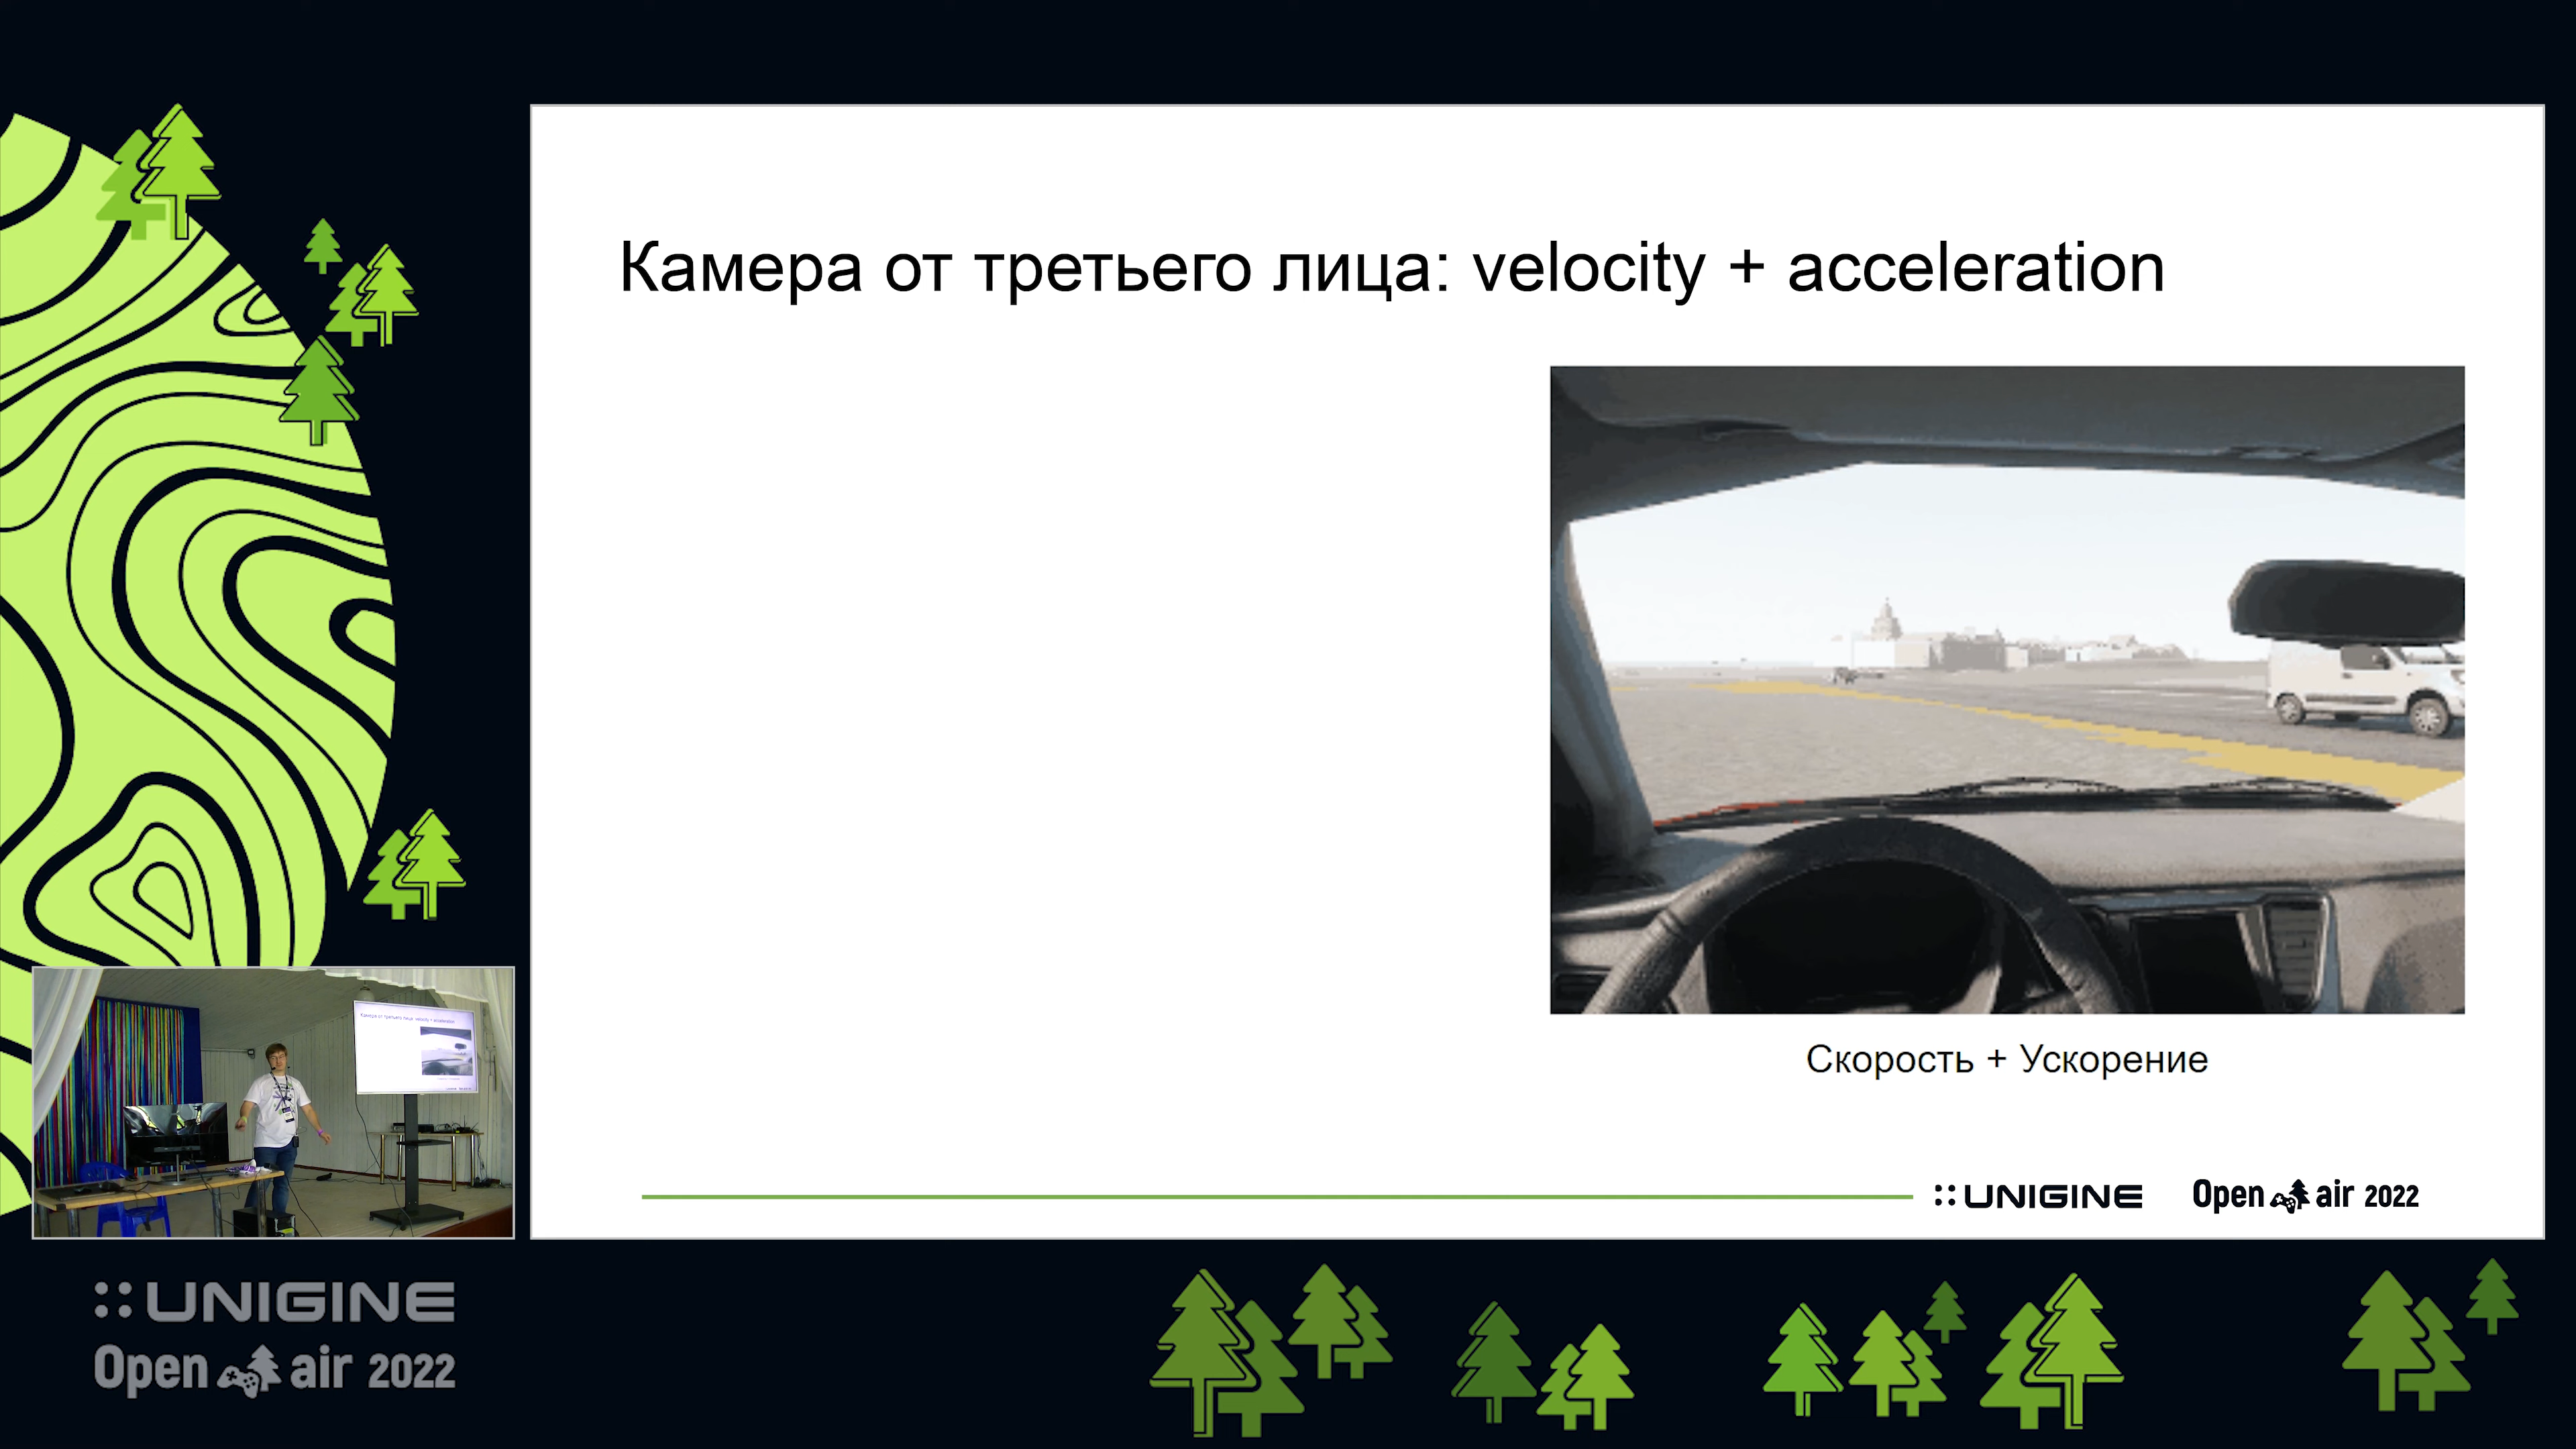 Камера от третьего лица: velocity + acceleration
Скорость + Ускорение
UNIGINE
Open air 2022
UNIGINE
Open air 2022